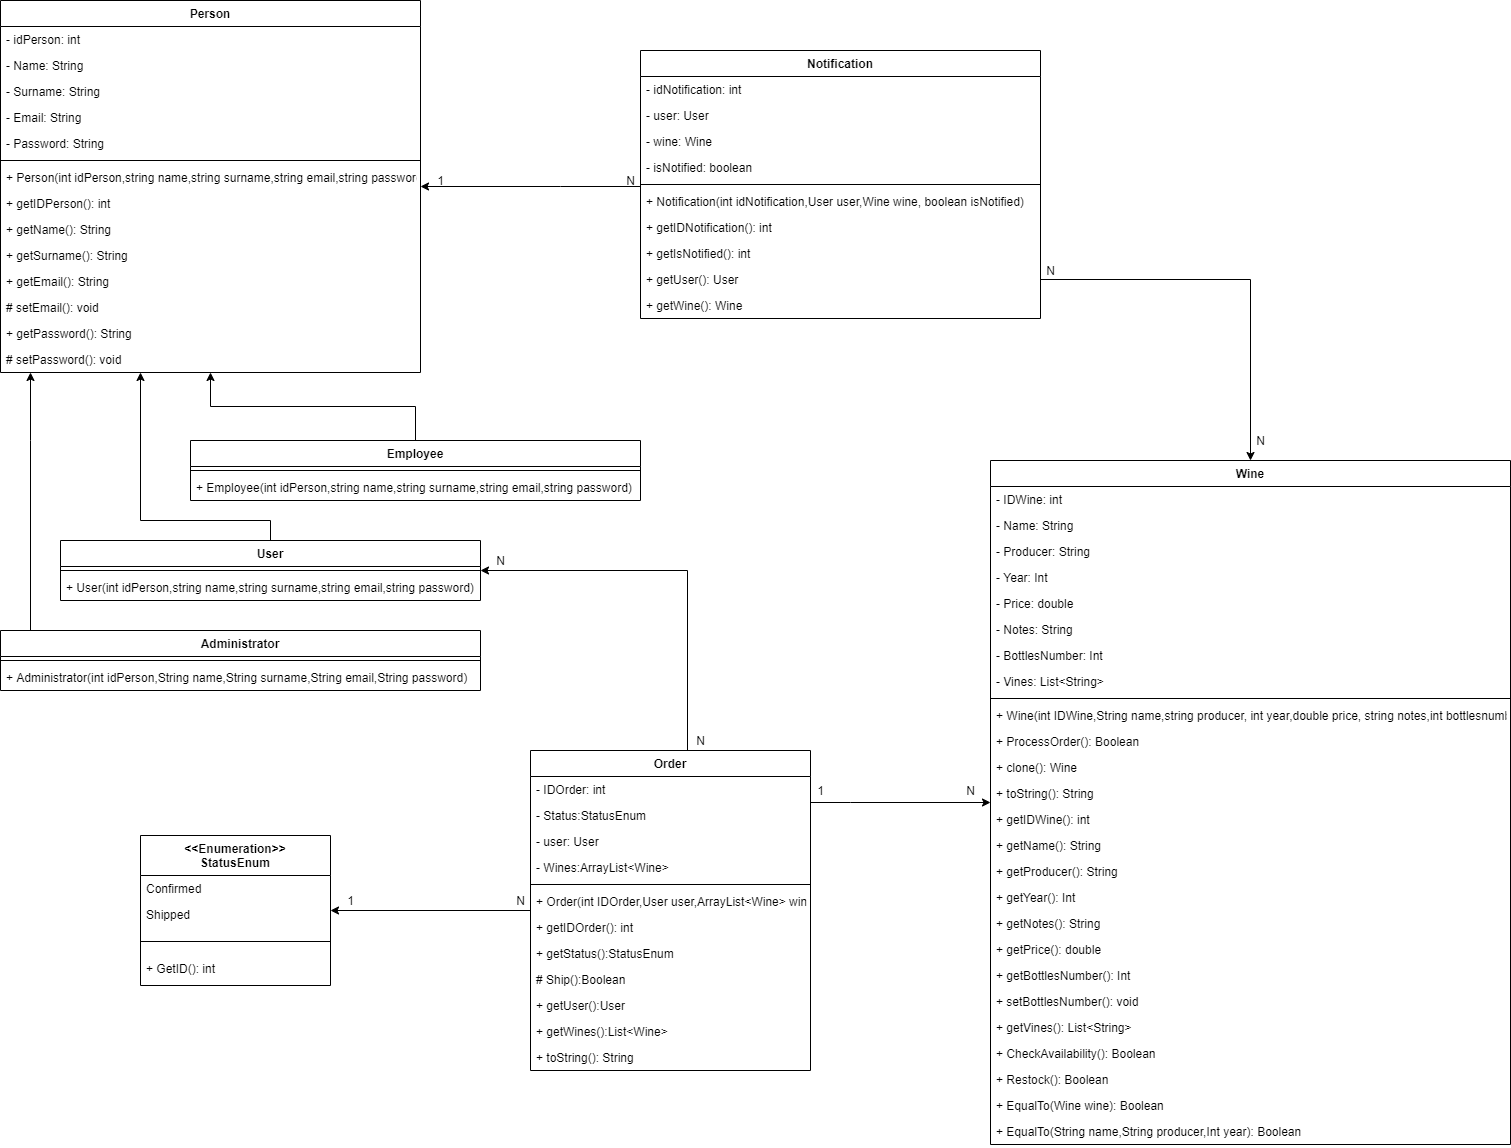 Person
- idPerson: int
- Name: String
- Surname: String
- Email: String
- Password: String
+ Person(int idPerson,string name,string surname,string email,string passwor
+ getIDPerson(): int
+ getName(): String
+ getSurname(): String
+ getEmail(): String
# setEmail(): void
+ getPassword(): String
# setPassword(): void
1
N
Notification
- idNotification: int
- user: User
- wine: Wine
- isNotified: boolean
+ Notification(int idNotification,User user,Wine wine, boolean isNotified)
+ getIDNotification(): int
+ getIsNotified(): int
+ getUser(): User
+ getWine(): Wine
N
N
Employee
+ Employee(int idPerson,string name,string surname,string email,string password)
User
+ User(int idPerson,string name,string surname,string email,string password)
N
Administrator
+ Administrator(int idPerson,String name,String surname,String email,String password)
N
Wine
- IDWine: int
- Name: String
- Producer: String
- Year: Int
- Price: double
- Notes: String
- BottlesNumber: Int
- Vines: List<String>
+ Wine(int IDWine,String name,string producer, int year,double price, string notes,int bottlesnuml
+ ProcessOrder(): Boolean
+ clone(): Wine
+ toString(): String
+ getIDWine(): int
+ getName(): String
+ getProducer(): String
+ getYear(): Int
+ getNotes(): String
+ getPrice(): double
+ getBottlesNumber(): Int
+ setBottlesNumber(): void
+ getVines(): List<String>
+ CheckAvailability(): Boolean
+ Restock(): Boolean
+ EqualTo(Wine wine): Boolean
+ EqualTo(String name,String producer,Int year): Boolean
Order
- IDOrder: int
- Status:StatusEnum
- user: User
- Wines:ArrayList<Wine>
+ Order(int IDOrder,User user,ArrayList<Wine> win
+ getIDOrder(): int
+ getStatus():StatusEnum
# Ship():Boolean
+ getUser():User
+ getWines():List<Wine>
+ toString(): String
1
N
<<Enumeration>>
StatusEnum
Confirmed
Shipped
+ GetID(): int
1
N